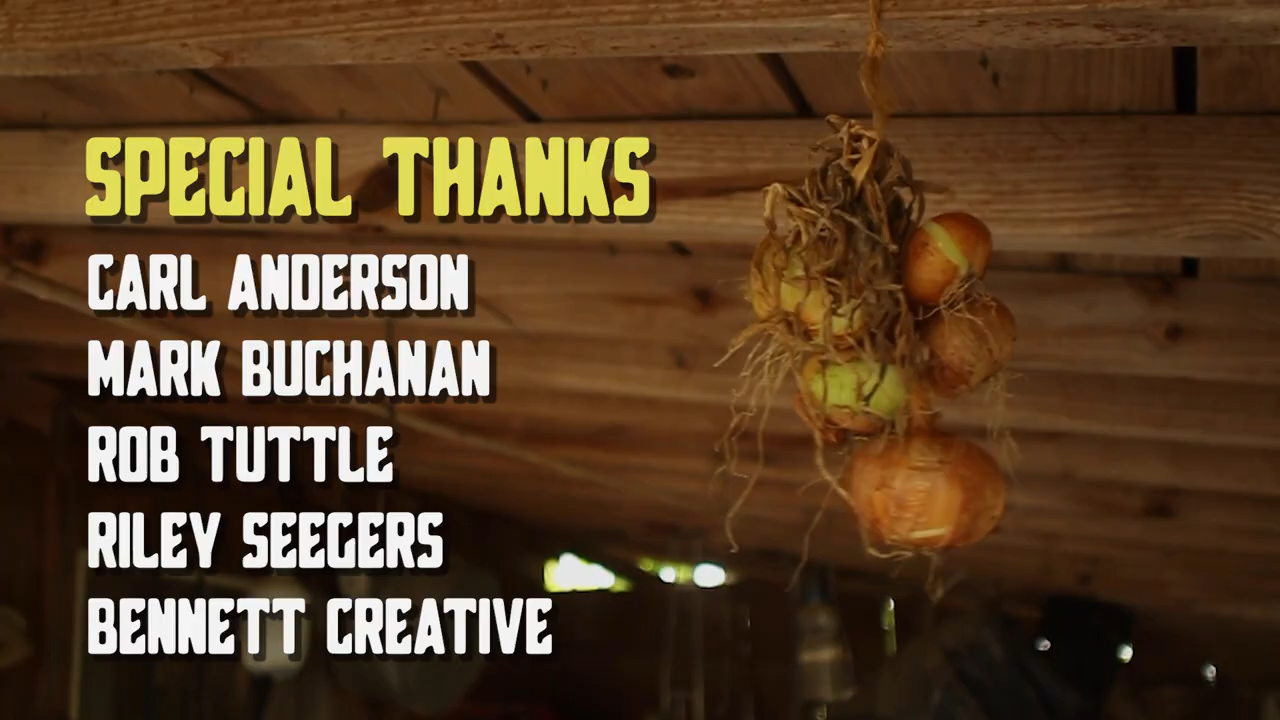 SPECIAL THANKS
CARL ANDERSON
MARK BUCHANAN
ROB TUTTLE
RILEY SEEGERS
BENNETT CREATIVE